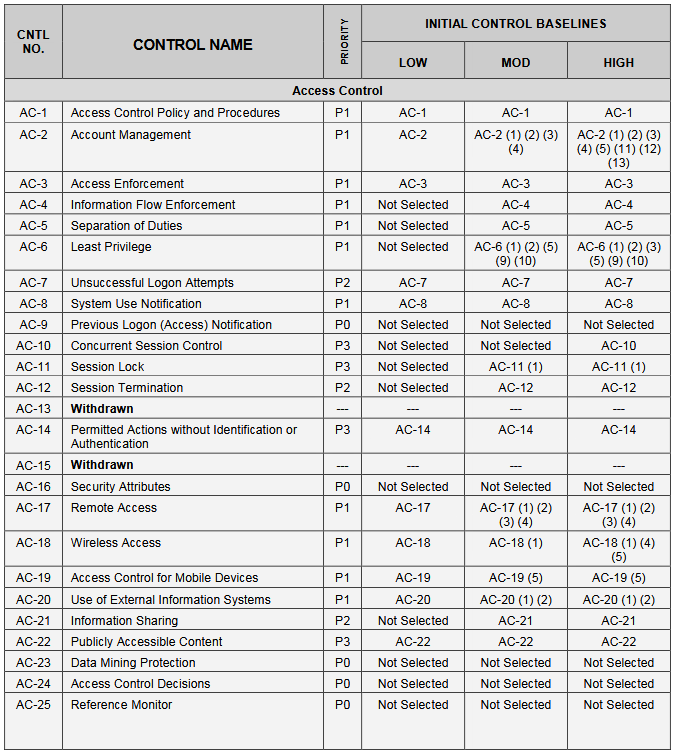 CNTL NO. CONTROL NAME PRIORITY INITIAL CONTROL BASELINES
LOW MOD HIGH
Access Control
AC-1 Access Control Policy and Procedures P1 AC-1 AC-1 AC-1
AC-2 Account Management P1 AC-2 AC-2 (1) (2) (3) (4) AC-2 (1) (2) (3) (4) (5) (11) (12) (13)
AC-3 Access Enforcement P1 AC-3 AC-3 AC-3
AC-4 Information Flow Enforcement P1 Not Selected AC-4 AC-4
AC-5 Separation of Duties P1 Not Selected AC-5 AC-5
AC-6 Least Privilege P1 Not Selected AC-6 (1) (2) (5) (9) (10) AC-6 (1) (2) (3) (5) (9) (10)
AC-7 Unsuccessful Logon Attempts P2 AC-7 AC-7 AC-7
AC-8 System Use Notification P1 AC-8 AC-8 AC-8
AC-9 Previous Logon (Access) Notification P0 Not Selected Not Selected Not Selected
AC-10 Concurrent Session Control P3 Not Selected Not Selected AC-10
AC-11 Session Lock P3 Not Selected AC-11 (1) AC-11 (1)
AC-12 Session Termination P2 Not Selected AC-12 AC-12
AC-13 Withdrawn --- --- --- ---
AC-14 Permitted Actions without Identification or Authentication P3 AC-14 AC-14 AC-14
AC-15 Withdrawn --- --- --- ---
AC-16 Security Attributes P0 Not Selected Not Selected Not Selected
AC-17 Remote Access P1 AC-17 AC-17 (1) (2) (3) (4) AC-17 (1) (2) (3) (4)
AC-18 Wireless Access P1 AC-18 AC-18 (1) AC-18 (1) (4) (5)
AC-19 Access Control for Mobile Devices P1 AC-19 AC-19 (5) AC-19 (5)
AC-20 Use of External Information Systems P1 AC-20 AC-20 (1) (2) AC-20 (1) (2)
AC-21 Information Sharing P2 Not Selected AC-21 AC-21
AC-22 Publicly Accessible Content P3 AC-22 AC-22 AC-22
AC-23 Data Mining Protection P0 Not Selected Not Selected Not Selected
AC-24 Access Control Decisions P0 Not Selected Not Selected Not Selected
AC-25 Reference Monitor P0 Not Selected Not Selected Not Selected